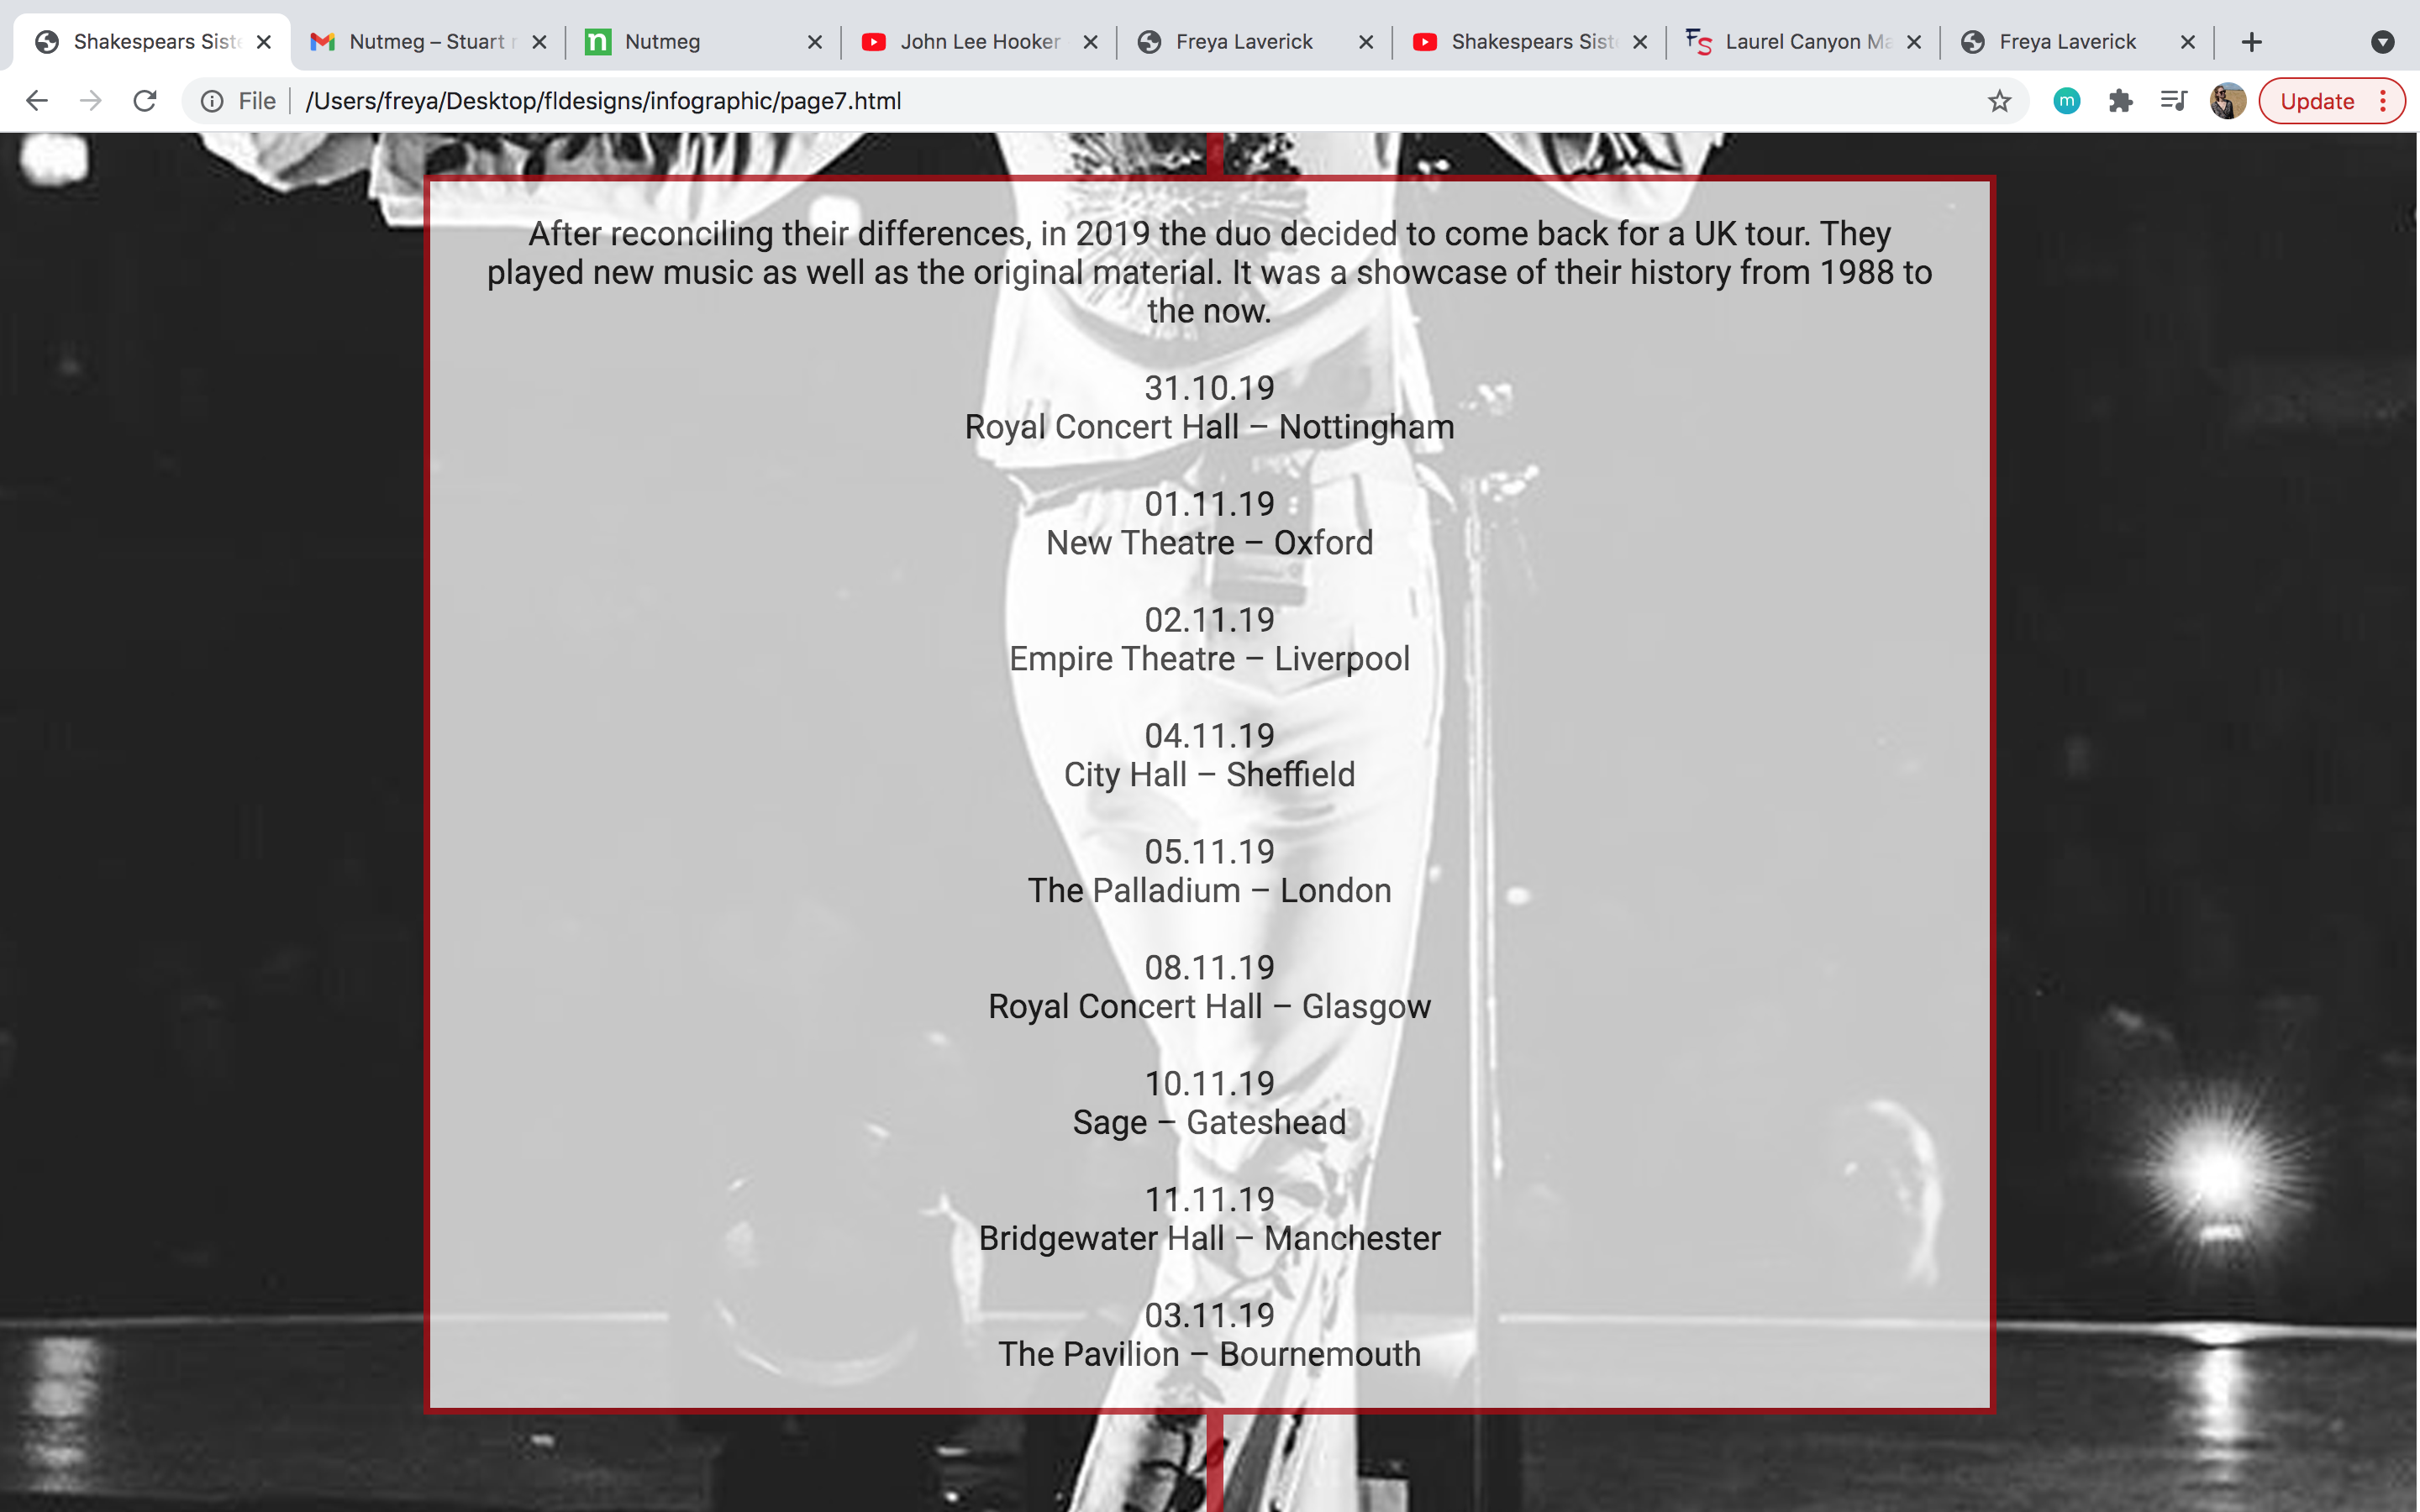 Shakespears Siste
Nutmeg – Stuart r
Nutmeg
John Lee Hooker
Freya Laverick
Shakespears Siste
Laurel Canyon Ma
Freya Laverick
File
/Users/freya/Desktop/fldesigns/infographic/page7.html
m
Update
After reconciling their differences, in 2019 the duo decided to come back for a UK tour. They
played new music as well as the original material. It was a showcase of their history from 1988 to
the now.
31.10.19
Royal Concert Hall – Nottingham
01.11.19
New Theatre – Oxford
02.11.19
Empire Theatre – Liverpool
04.11.19
City Hall – Sheffield
05.11.19
The Palladium – London
08.11.19
Royal Concert Hall – Glasgow
10.11.19
Sage – Gateshead
11.11.19
Bridgewater Hall – Manchester
03.11.19
The Pavilion – Bournemouth